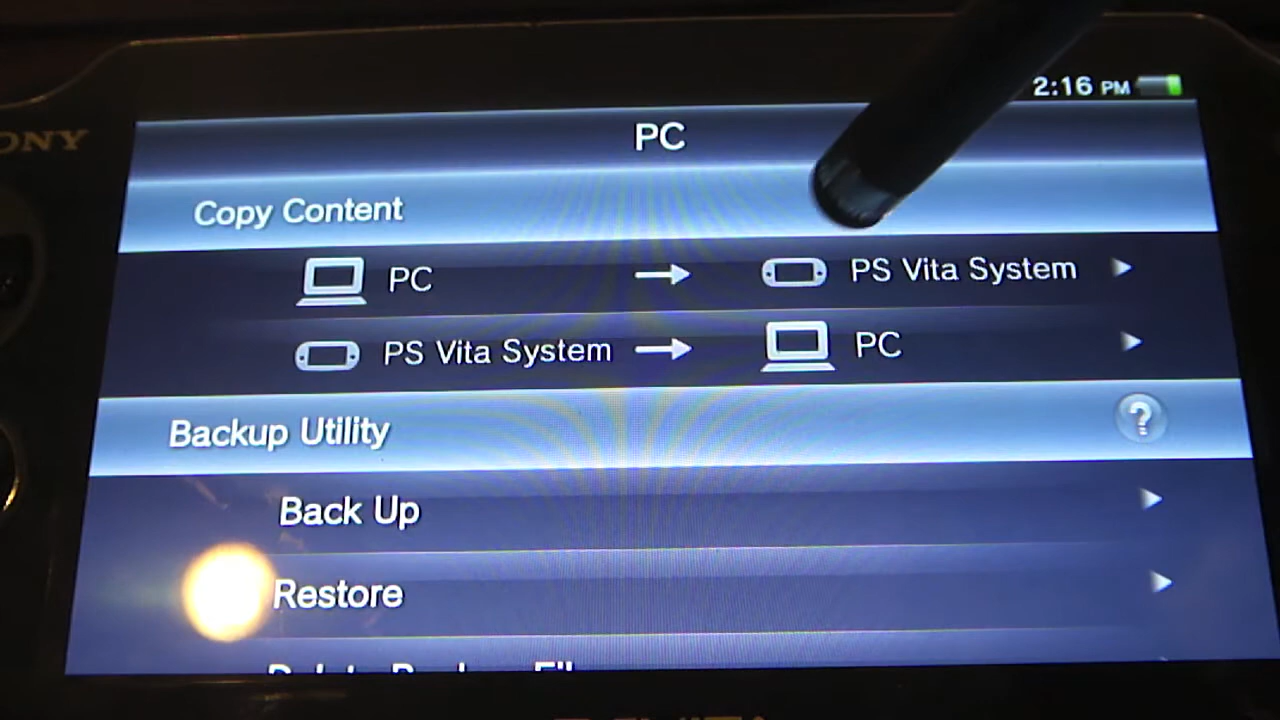 2:16 PM
SONY
PC
Copy Content
PC → PS Vita System
PS Vita System → PC
Backup Utility
?
Back Up
Restore